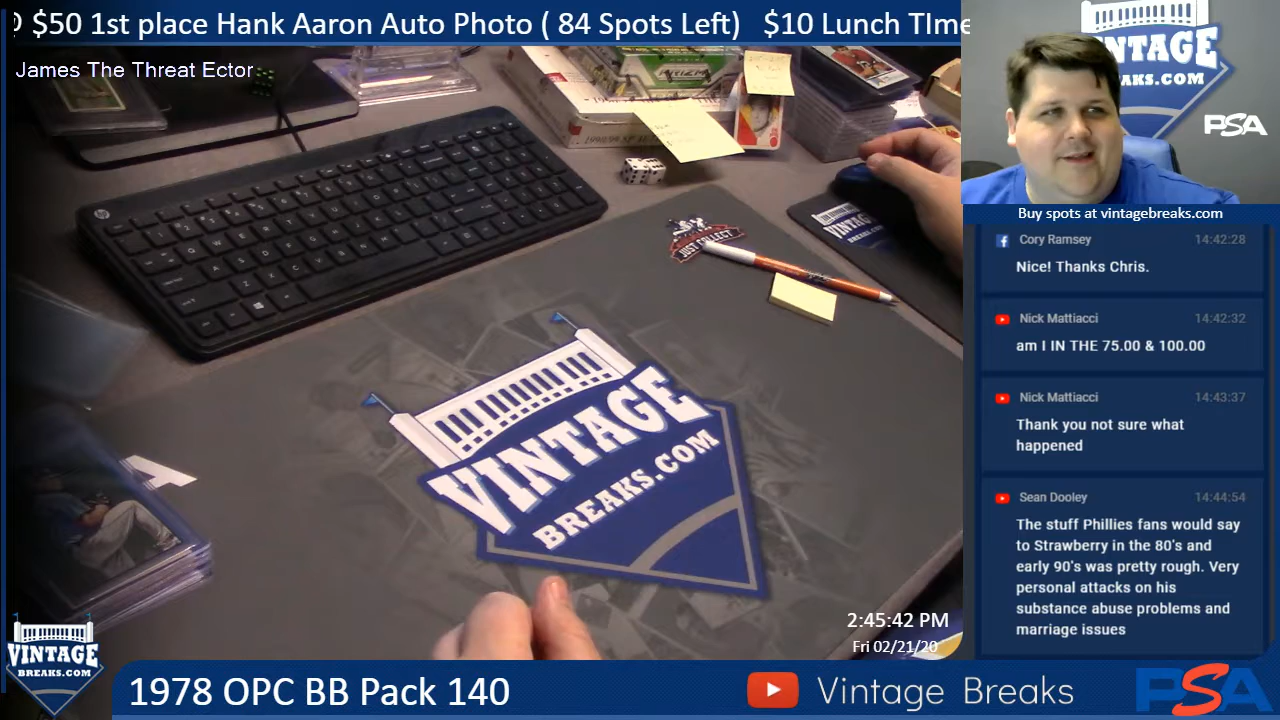 $50 1st place Hank Aaron Auto Photo ( 84 Spots Left) $10 Lunch TIme
James The Threat Ector
VINTAGE
BREAKS.COM
PSA
Buy spots at vintagebreaks.com
Cory Ramsey 14:42:28
Nice! Thanks Chris.
Nick Mattiacci 14:42:32
am I IN THE 75.00 & 100.00
Nick Mattiacci 14:43:37
Thank you not sure what
happened
Sean Dooley 14:44:54
The stuff Phillies fans would say
to Strawberry in the 80's and
early 90's was pretty rough. Very
personal attacks on his
substance abuse problems and
marriage issues
JUST COLLECT
VINTAGE
VINTAGE
BREAKS.COM
2:45:42 PM
Fri 02/21/20
VINTAGE
BREAKS.COM
1978 OPC BB Pack 140
Vintage Breaks
PSA